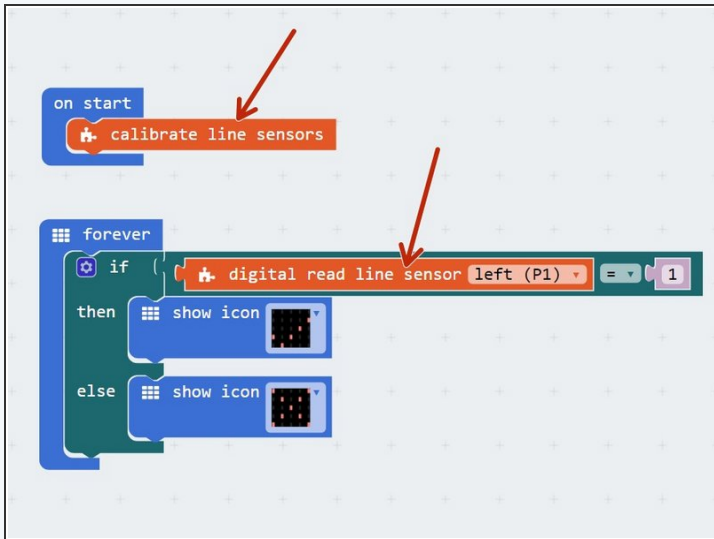 on start
calibrate line sensors
forever
if digital read line sensor left (P1) = 1
then show icon
else show icon